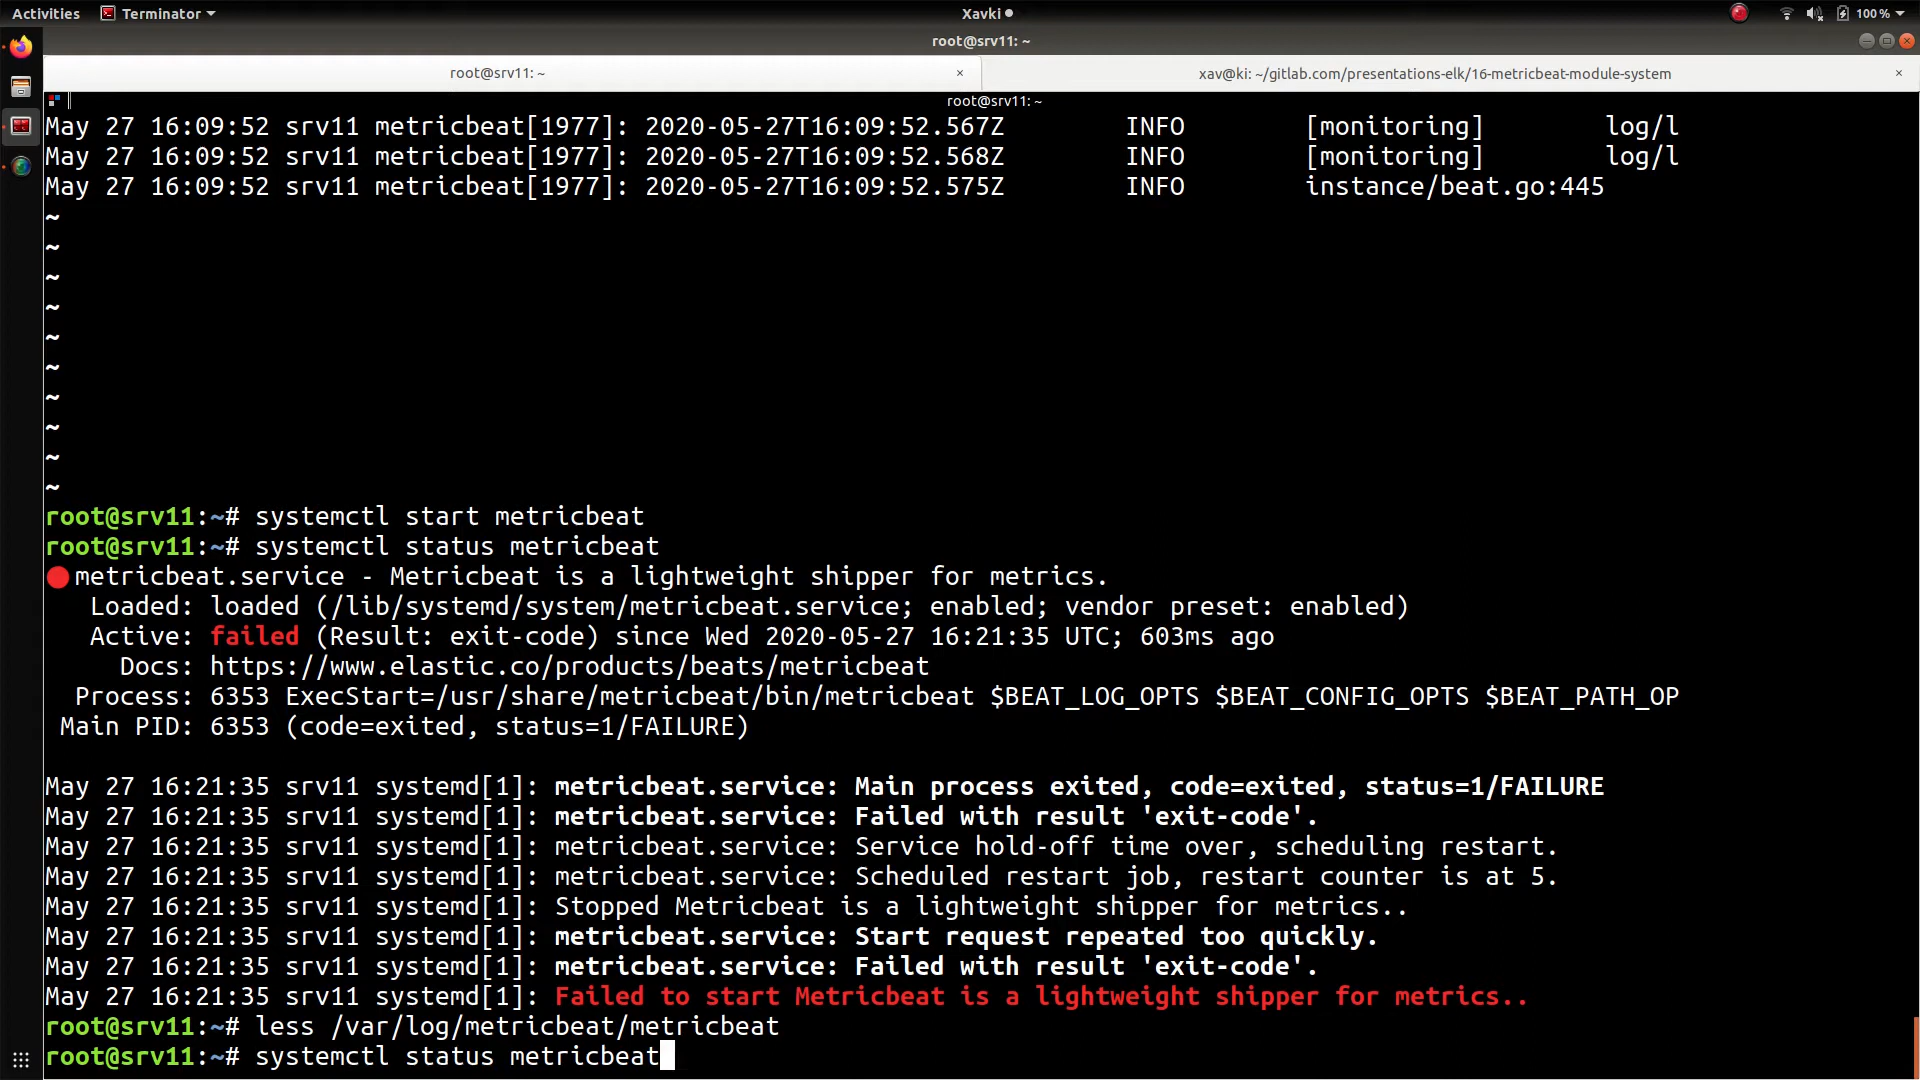 Activities Terminator Xavki 100%
root@srv11: ~
root@srv11: ~ × xav@ki: ~/gitlab.com/presentations-elk/16-metricbeat-module-system ×
root@srv11: ~
May 27 16:09:52 srv11 metricbeat[1977]: 2020-05-27T16:09:52.567Z INFO [monitoring] log/l
May 27 16:09:52 srv11 metricbeat[1977]: 2020-05-27T16:09:52.568Z INFO [monitoring] log/l
May 27 16:09:52 srv11 metricbeat[1977]: 2020-05-27T16:09:52.575Z INFO instance/beat.go:445
~
~
~
~
~
~
~
~
~
~
root@srv11:~# systemctl start metricbeat
root@srv11:~# systemctl status metricbeat
metricbeat.service - Metricbeat is a lightweight shipper for metrics.
Loaded: loaded (/lib/systemd/system/metricbeat.service; enabled; vendor preset: enabled)
Active: failed (Result: exit-code) since Wed 2020-05-27 16:21:35 UTC; 603ms ago
Docs: https://www.elastic.co/products/beats/metricbeat
Process: 6353 ExecStart=/usr/share/metricbeat/bin/metricbeat $BEAT_LOG_OPTS $BEAT_CONFIG_OPTS $BEAT_PATH_OP
Main PID: 6353 (code=exited, status=1/FAILURE)
May 27 16:21:35 srv11 systemd[1]: metricbeat.service: Main process exited, code=exited, status=1/FAILURE
May 27 16:21:35 srv11 systemd[1]: metricbeat.service: Failed with result 'exit-code'.
May 27 16:21:35 srv11 systemd[1]: metricbeat.service: Service hold-off time over, scheduling restart.
May 27 16:21:35 srv11 systemd[1]: metricbeat.service: Scheduled restart job, restart counter is at 5.
May 27 16:21:35 srv11 systemd[1]: Stopped Metricbeat is a lightweight shipper for metrics..
May 27 16:21:35 srv11 systemd[1]: metricbeat.service: Start request repeated too quickly.
May 27 16:21:35 srv11 systemd[1]: metricbeat.service: Failed with result 'exit-code'.
May 27 16:21:35 srv11 systemd[1]: Failed to start Metricbeat is a lightweight shipper for metrics..
root@srv11:~# less /var/log/metricbeat/metricbeat
root@srv11:~# systemctl status metricbeat